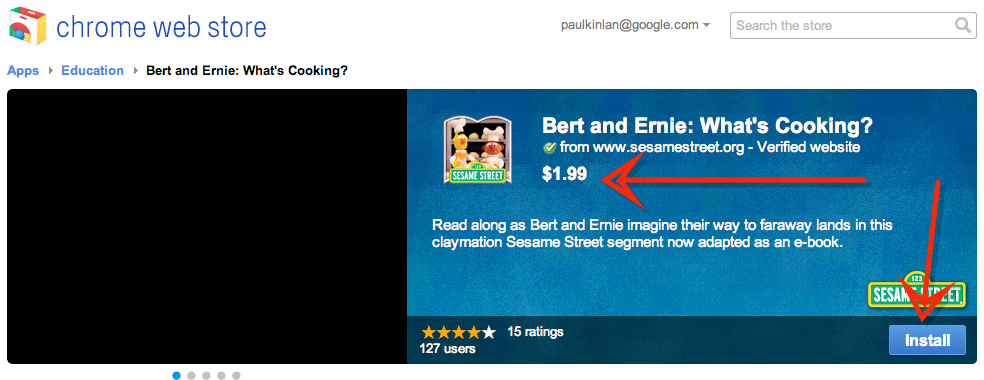 chrome web store
paulkinlan@google.com
Search the store
Apps Education Bert and Ernie: What's Cooking?
Bert and Ernie: What's Cooking?
from www.sesamestreet.org - Verified website
$1.99
SESAME STREET
Read along as Bert and Ernie imagine their way to faraway lands in this
claymation Sesame Street segment now adapted as an e-book.
123
SESAME STREET
15 ratings
127 users
Install